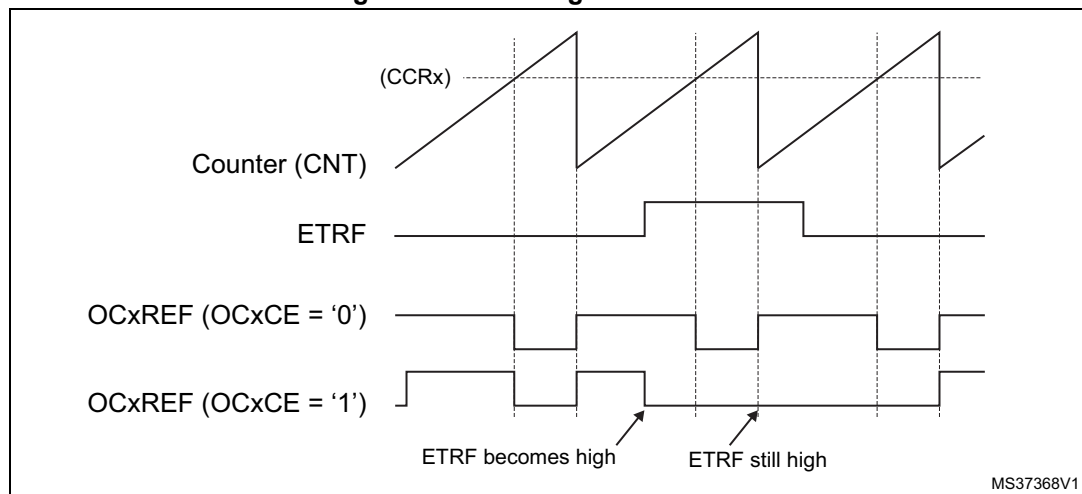 (CCRx)
Counter (CNT)
ETRF
OCxREF (OCxCE = ‘0’)
OCxREF (OCxCE = ‘1’)
ETRF becomes high
ETRF still high
MS37368V1